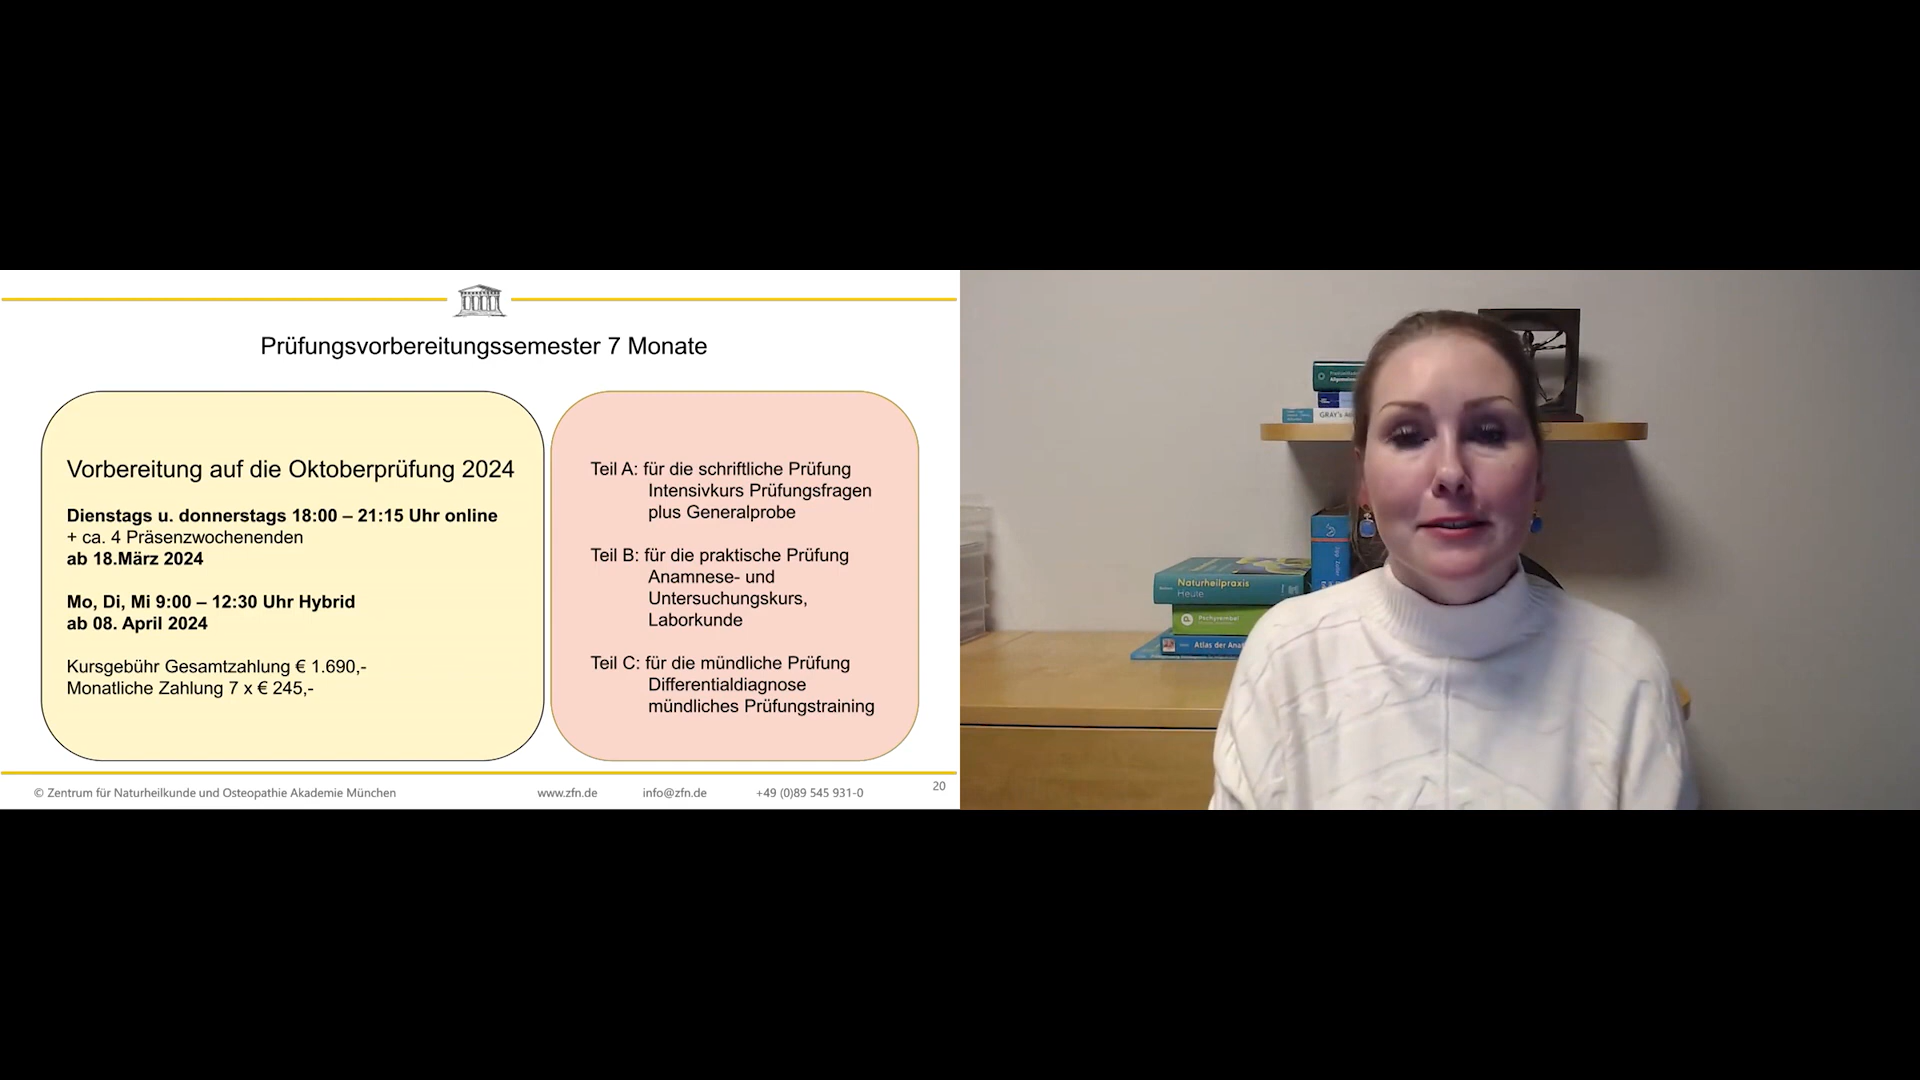 Prüfungsvorbereitungssemester 7 Monate
Vorbereitung auf die Oktoberprüfung 2024
Dienstags u. donnerstags 18:00 – 21:15 Uhr online
+ ca. 4 Präsenzwochenenden
ab 18.März 2024
Mo, Di, Mi 9:00 – 12:30 Uhr Hybrid
ab 08. April 2024
Kursgebühr Gesamtzahlung € 1.690,-
Monatliche Zahlung 7 x € 245,-
Teil A: für die schriftliche Prüfung
Intensivkurs Prüfungsfragen
plus Generalprobe
Teil B: für die praktische Prüfung
Anamnese- und
Untersuchungskurs,
Laborkunde
Teil C: für die mündliche Prüfung
Differentialdiagnose
mündliches Prüfungstraining
© Zentrum für Naturheilkunde und Osteopathie Akademie München
www.zfn.de
info@zfn.de
+49 (0)89 545 931-0
20
GRAY's
Naturheilpraxis
Heute
Pschyrembel
Atlas der